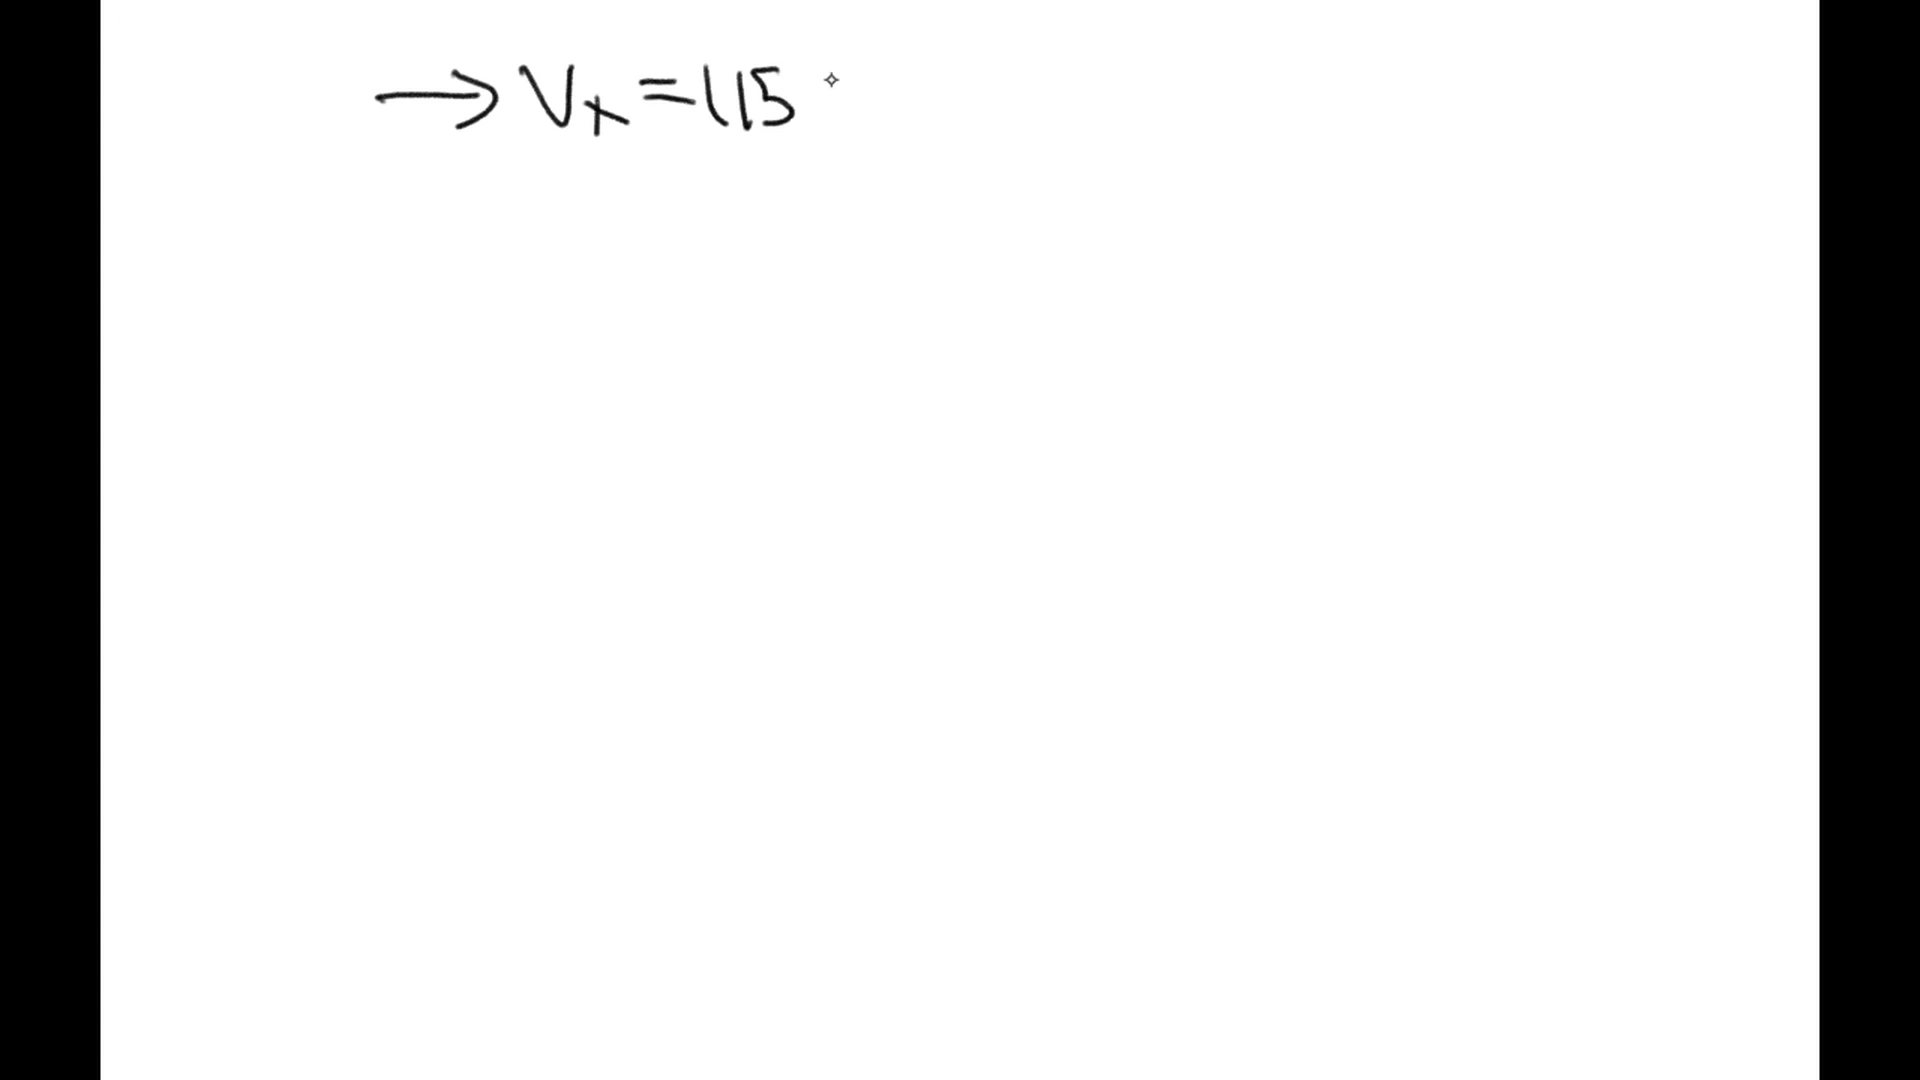 → Vx = 115